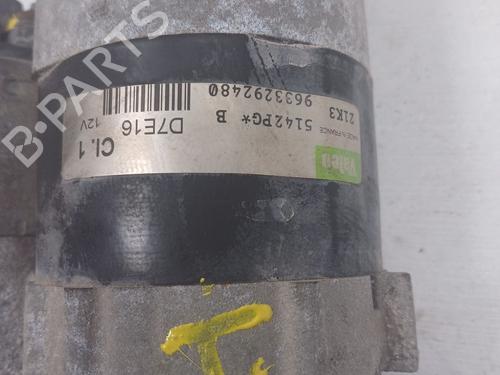 Valeo
MADE IN FRANCE
21K3
5142PG* B
9633292480
D7E16
12V
Cl. 1
B-PARTS